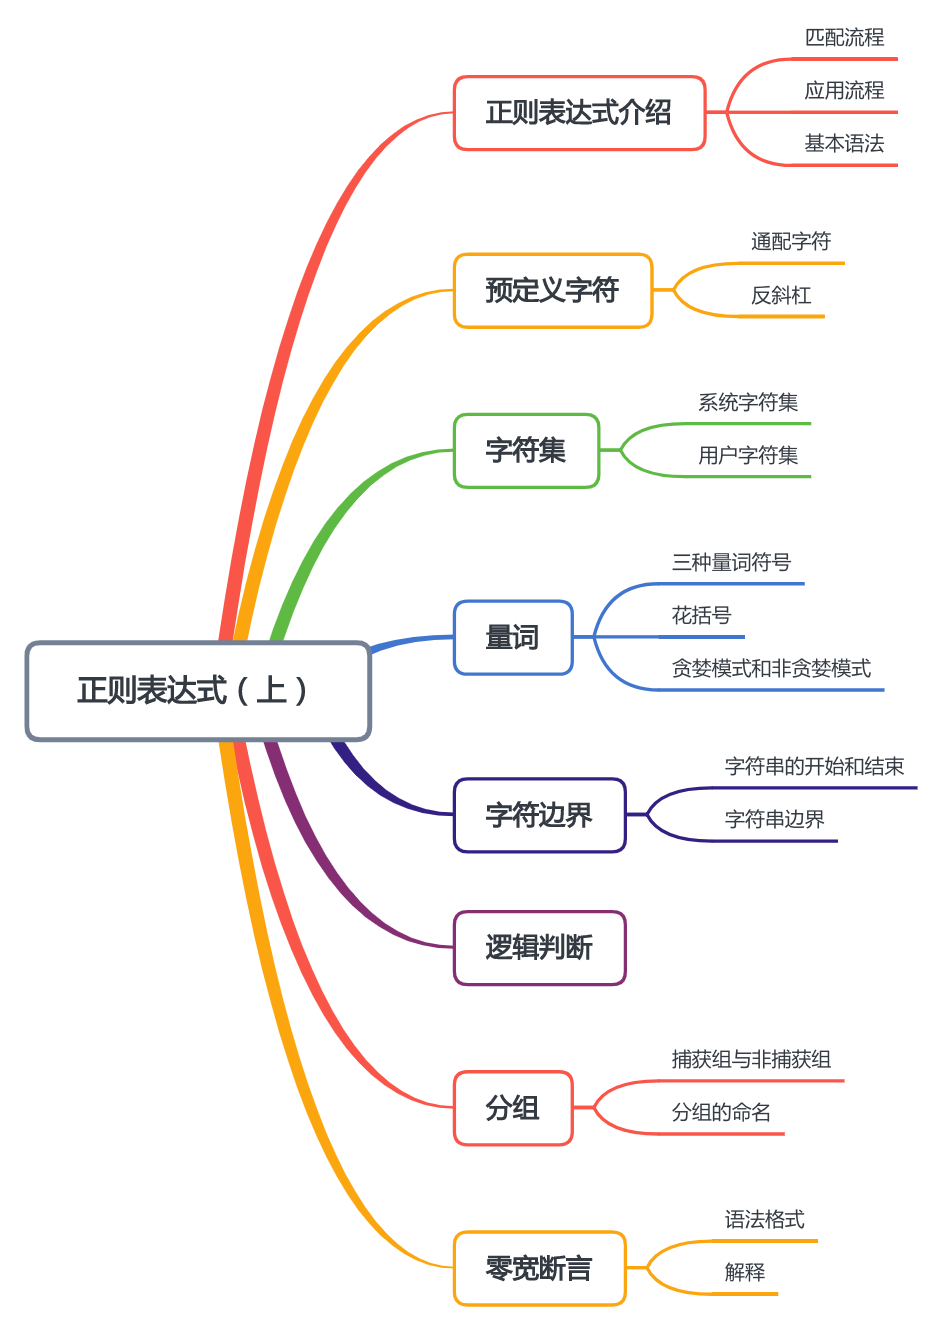 正则表达式（上）
正则表达式介绍
匹配流程
应用流程
基本语法
预定义字符
通配字符
反斜杠
字符集
系统字符集
用户字符集
量词
三种量词符号
花括号
贪婪模式和非贪婪模式
字符边界
字符串的开始和结束
字符串边界
逻辑判断
分组
捕获组与非捕获组
分组的命名
零宽断言
语法格式
解释